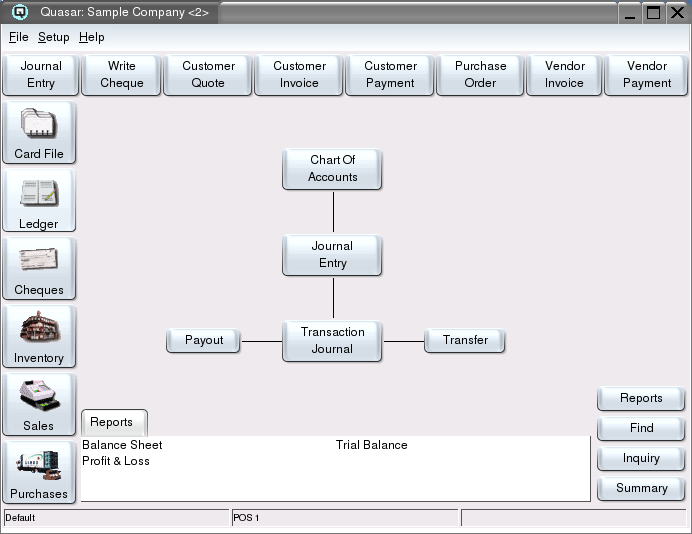 Quasar: Sample Company <2>
File Setup Help
Journal Entry
Write Cheque
Customer Quote
Customer Invoice
Customer Payment
Purchase Order
Vendor Invoice
Vendor Payment
Card File
Ledger
Cheques
Inventory
Sales
Purchases
Chart Of
Accounts
Journal
Entry
Payout
Transaction
Journal
Transfer
Reports
Find
Inquiry
Summary
Reports
Balance Sheet Trial Balance
Profit & Loss
Default POS 1